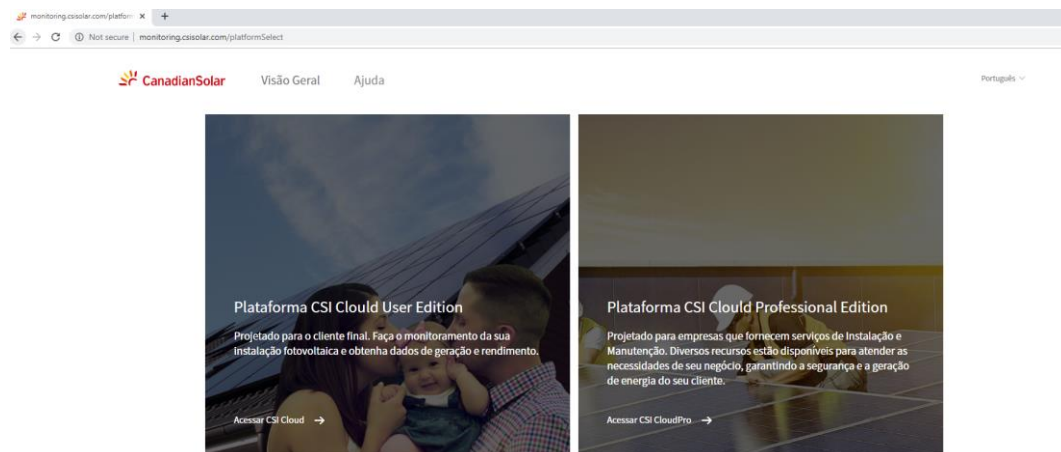 monitoring.csisolar.com/platform
Not secure | monitoring.csisolar.com/platformSelect
CanadianSolar Visão Geral Ajuda Português
Plataforma CSI Clould User Edition
Projetado para o cliente final. Faça o monitoramento da sua
instalação fotovoltaica e obtenha dados de geração e rendimento.
Acessar CSI Cloud →
Plataforma CSI Clould Professional Edition
Projetado para empresas que fornecem serviços de Instalação e
Manutenção. Diversos recursos estão disponíveis para atender as
necessidades de seu negócio, garantindo a segurança e a geração
de energia do seu cliente.
Acessar CSI CloudPro →